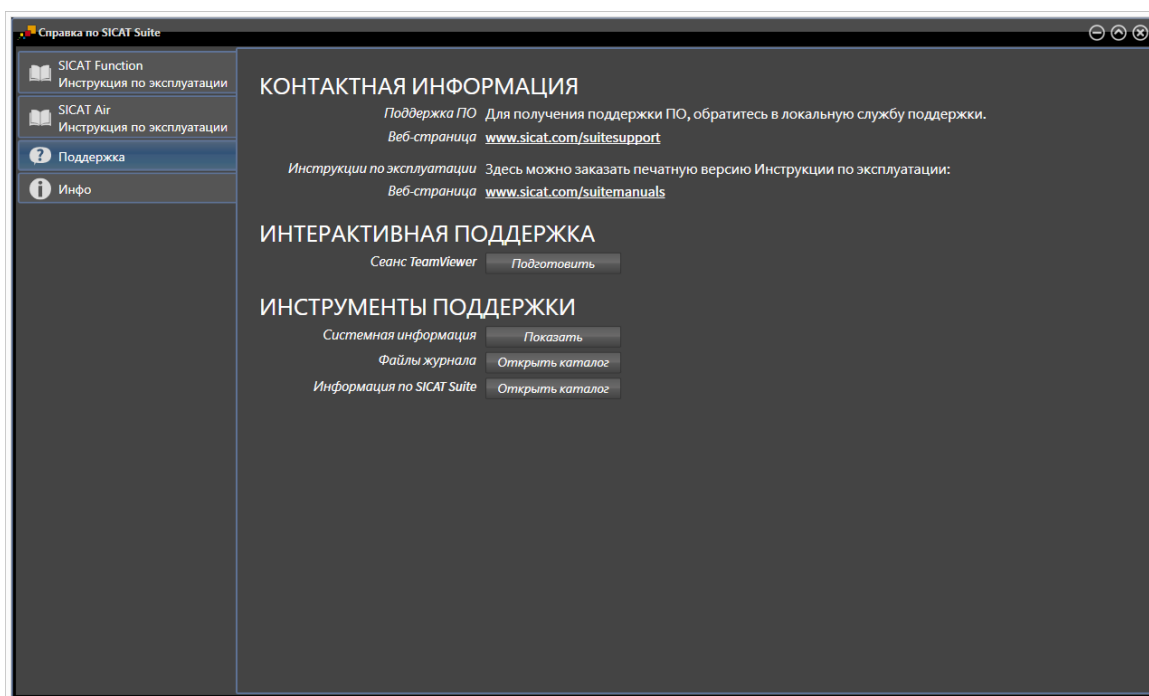 Справка по SICAT Suite
SICAT Function
Инструкция по эксплуатации
SICAT Air
Инструкция по эксплуатации
Поддержка
Инфо
КОНТАКТНАЯ ИНФОРМАЦИЯ
Поддержка ПО Для получения поддержки ПО, обратитесь в локальную службу поддержки.
Веб-страница www.sicat.com/suitesupport
Инструкции по эксплуатации Здесь можно заказать печатную версию Инструкции по эксплуатации:
Веб-страница www.sicat.com/suitemanuals
ИНТЕРАКТИВНАЯ ПОДДЕРЖКА
Сеанс TeamViewer Подготовить
ИНСТРУМЕНТЫ ПОДДЕРЖКИ
Системная информация Показать
Файлы журнала Открыть каталог
Информация по SICAT Suite Открыть каталог